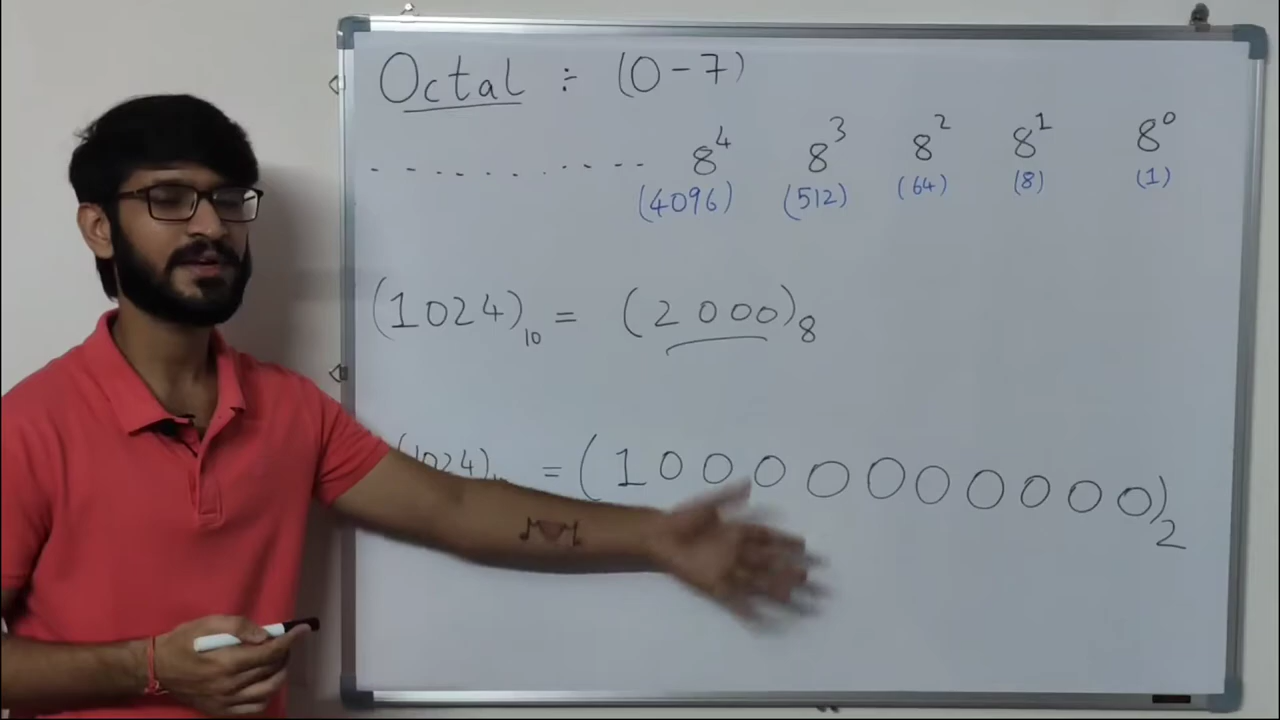 Octal ÷ (0-7)
.............. 8⁴ 8³ 8² 8¹ 8⁰
(4096) (512) (64) (8) (1)
(1024)₁₀ = (2000)₈
(1024) = (10000000000)₂